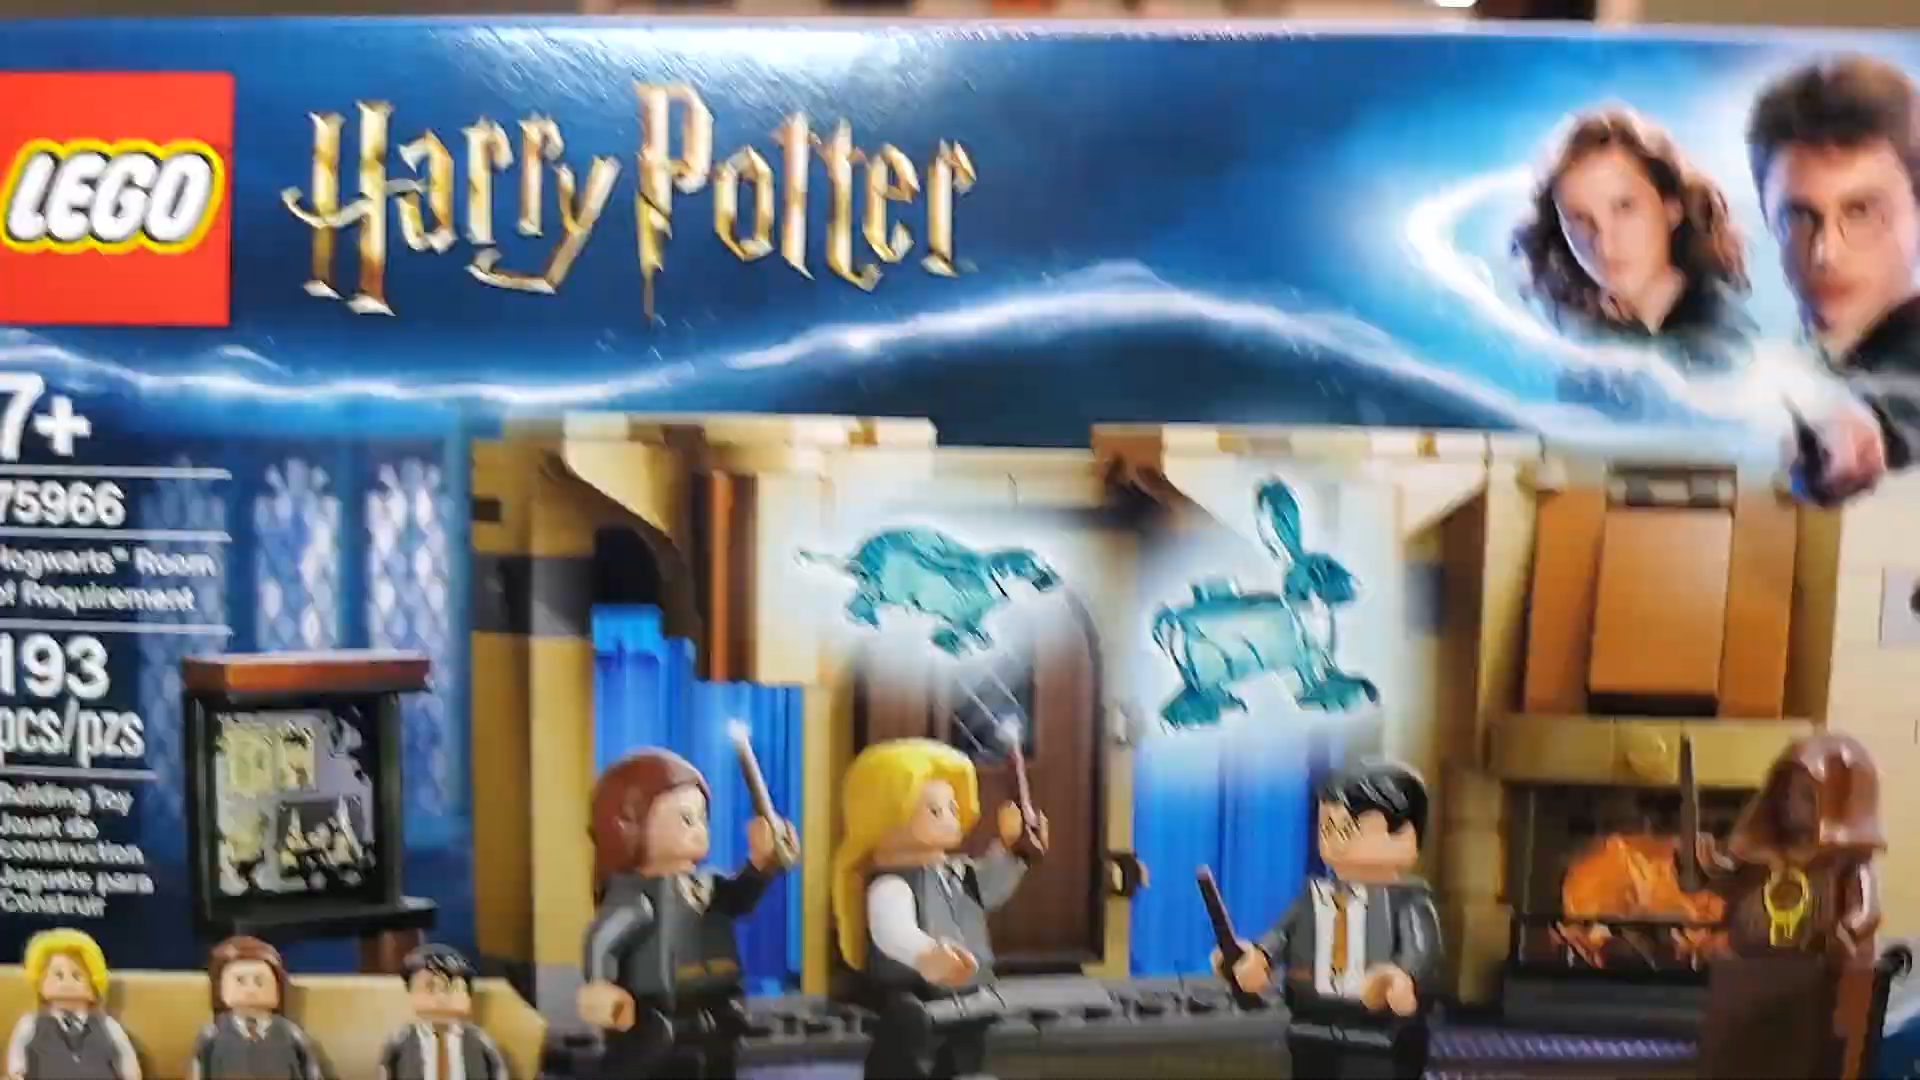 LEGO
Harry Potter
7+
75966
Hogwarts™ Room
of Requirement
193
pcs/pzs
Building Toy
Jouet de
construction
Juguete para
Construir